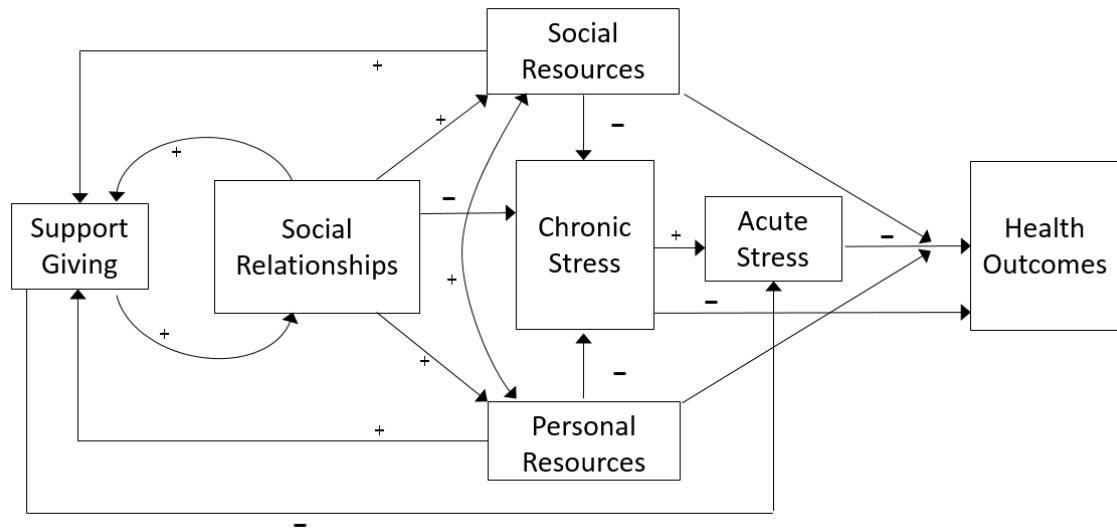 Social
Resources
+
+
+
−
Support
Giving
Social
Relationships
−
Chronic
Stress
+
Acute
Stress
−
Health
Outcomes
+
−
+
+
−
Personal
Resources
+
−